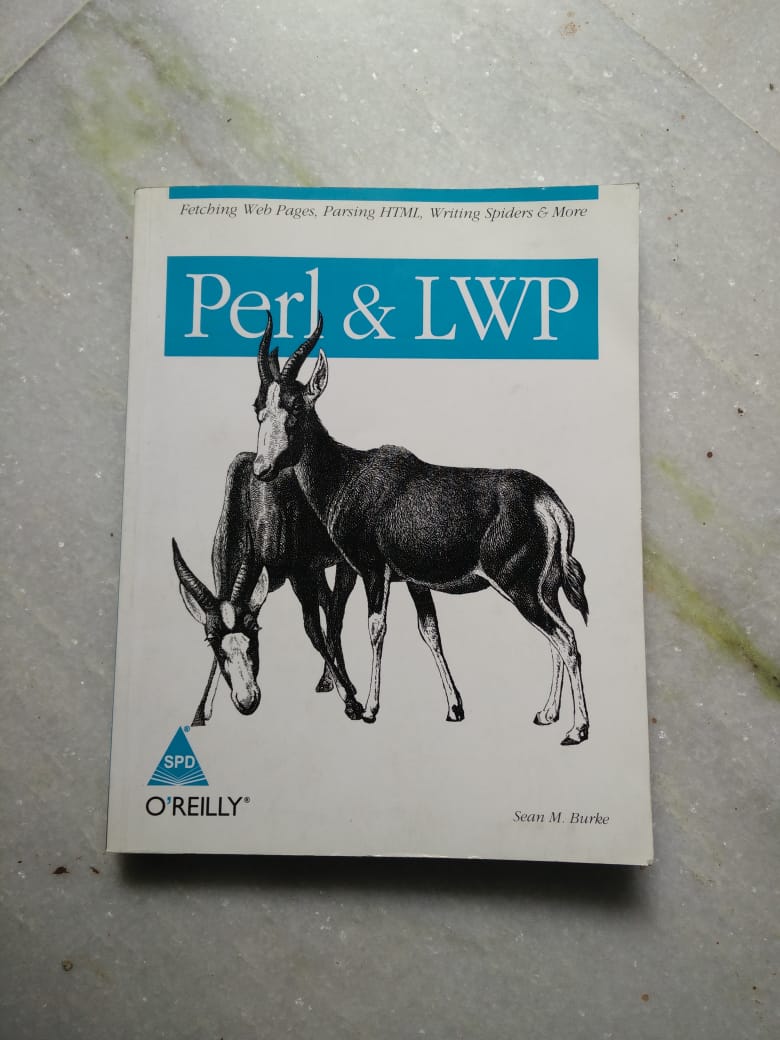 Fetching Web Pages, Parsing HTML, Writing Spiders & More
Perl & LWP
SPD
O'REILLY®
Sean M. Burke